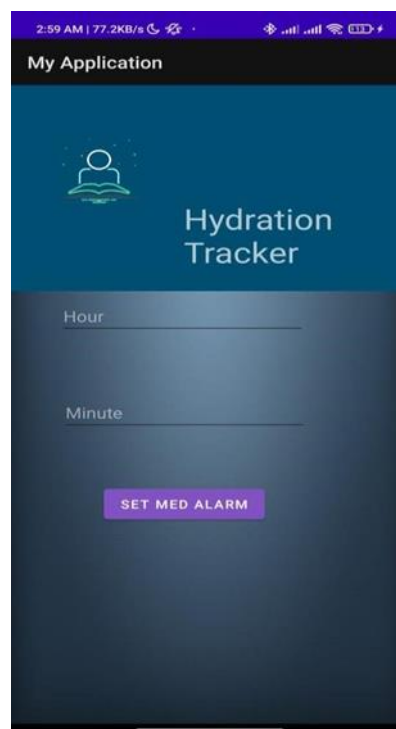 2:59 AM | 77.2KB/s
My Application
Hydration
Tracker
Hour
Minute
SET MED ALARM